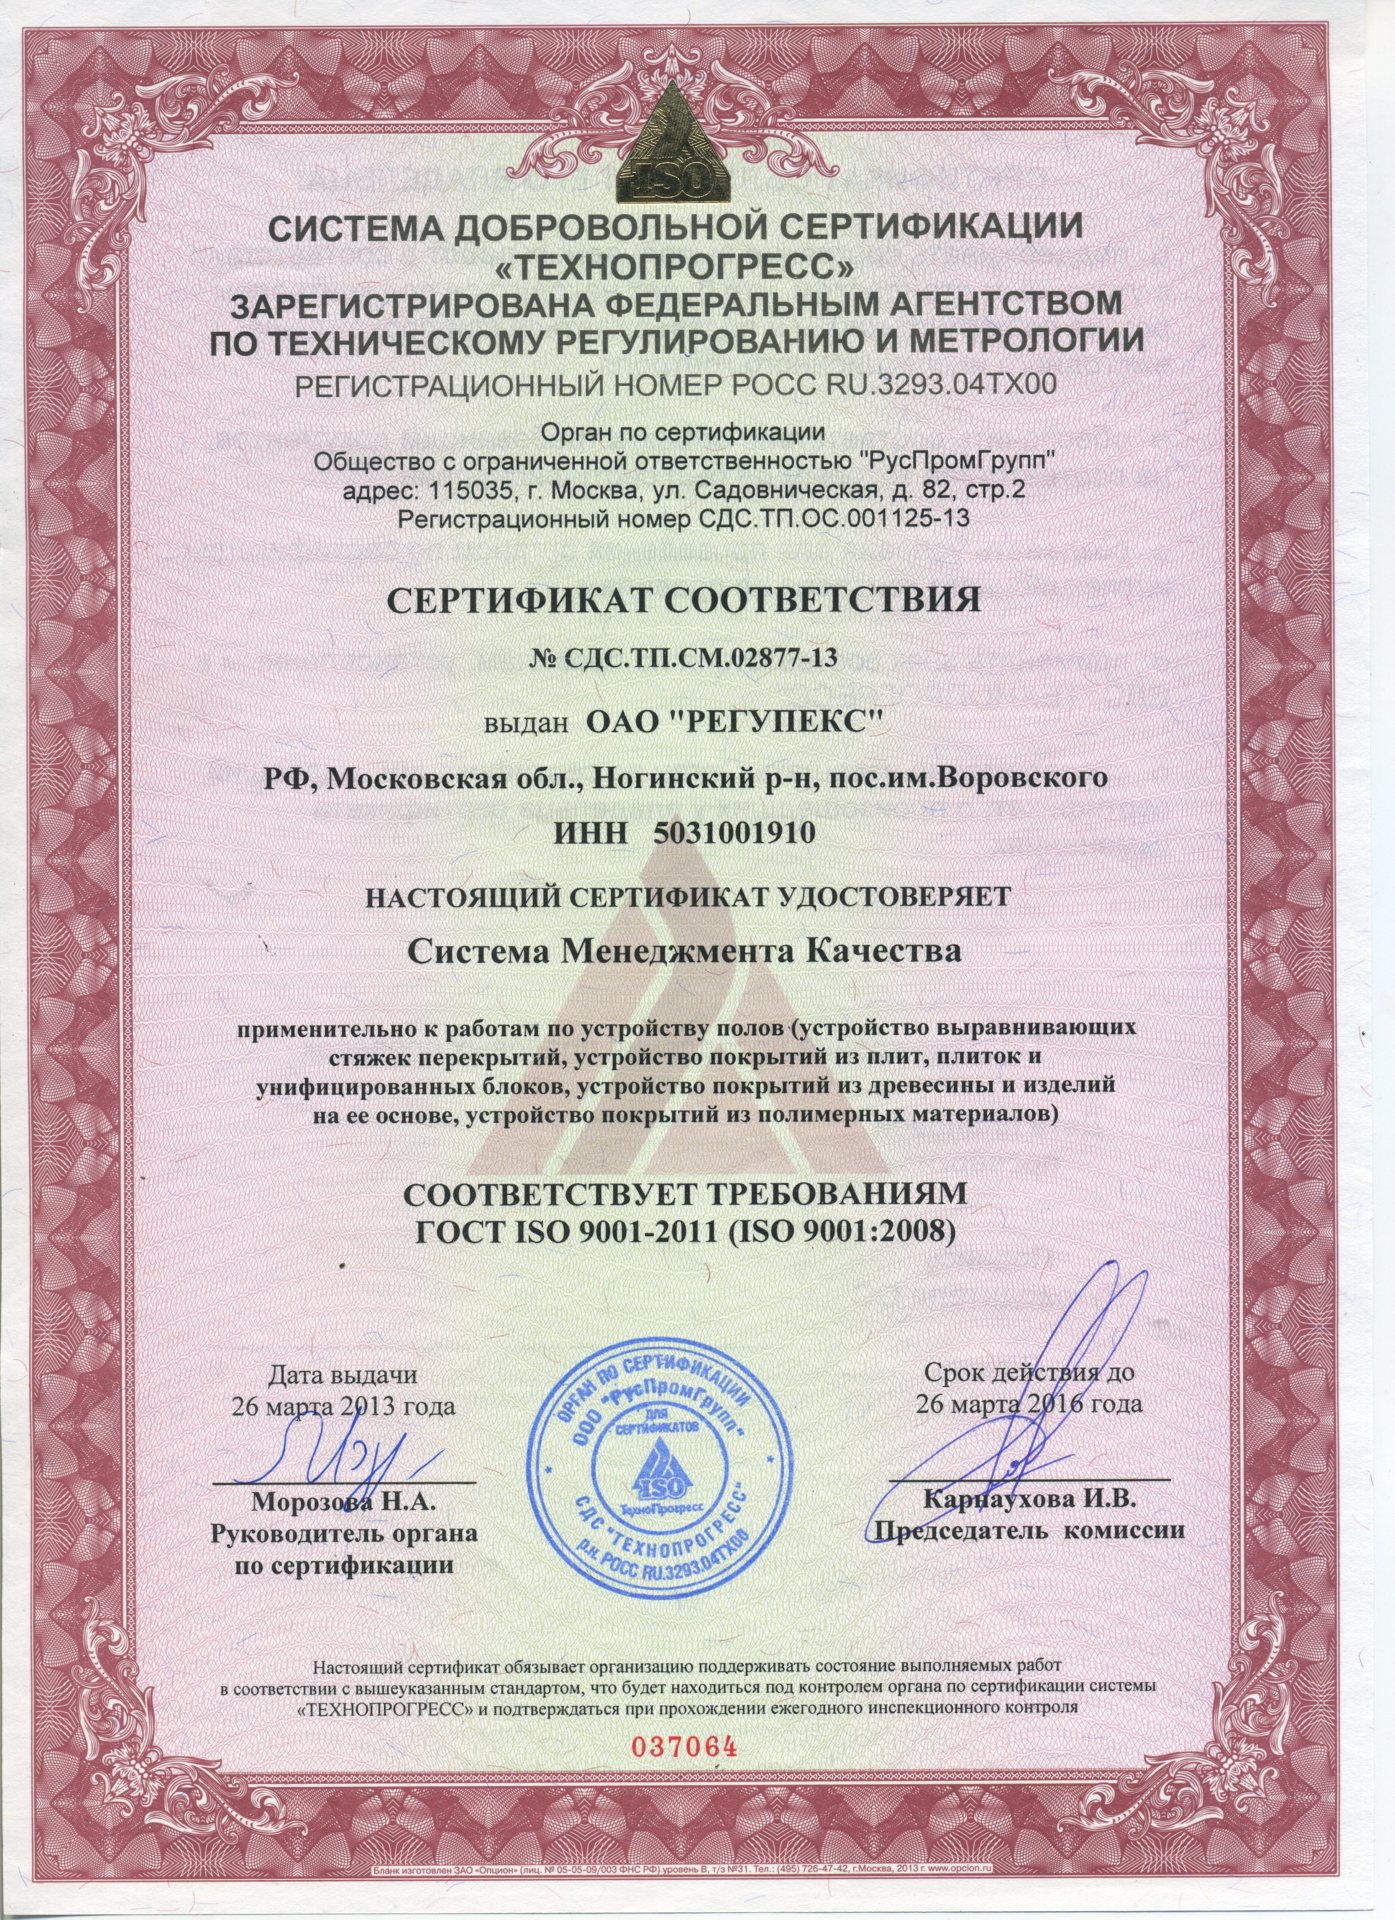 ISO
СИСТЕМА ДОБРОВОЛЬНОЙ СЕРТИФИКАЦИИ
«ТЕХНОПРОГРЕСС»
ЗАРЕГИСТРИРОВАНА ФЕДЕРАЛЬНЫМ АГЕНТСТВОМ
ПО ТЕХНИЧЕСКОМУ РЕГУЛИРОВАНИЮ И МЕТРОЛОГИИ
РЕГИСТРАЦИОННЫЙ НОМЕР РОСС RU.3293.04ТХ00
Орган по сертификации
Общество с ограниченной ответственностью "РусПромГрупп"
адрес: 115035, г. Москва, ул. Садовническая, д. 82, стр.2
Регистрационный номер СДС.ТП.ОС.001125-13
СЕРТИФИКАТ СООТВЕТСТВИЯ
№ СДС.ТП.СМ.02877-13
выдан ОАО "РЕГУПЕКС"
РФ, Московская обл., Ногинский р-н, пос.им.Воровского
ИНН 5031001910
НАСТОЯЩИЙ СЕРТИФИКАТ УДОСТОВЕРЯЕТ
Система Менеджмента Качества
применительно к работам по устройству полов (устройство выравнивающих
стяжек перекрытий, устройство покрытий из плит, плиток и
унифицированных блоков, устройство покрытий из древесины и изделий
на ее основе, устройство покрытий из полимерных материалов)
СООТВЕТСТВУЕТ ТРЕБОВАНИЯМ
ГОСТ ISO 9001-2011 (ISO 9001:2008)
Дата выдачи
26 марта 2013 года
Морозова Н.А.
Руководитель органа
по сертификации
ОРГАН ПО СЕРТИФИКАЦИИ
ООО "РусПромГрупп"
ДЛЯ
СЕРТИФИКАТОВ
ISO
ТехноПрогресс
СДС "ТЕХНОПРОГРЕСС"
р.н. РОСС RU.3293.04ТХ00
Срок действия до
26 марта 2016 года
Карнаухова И.В.
Председатель комиссии
Настоящий сертификат обязывает организацию поддерживать состояние выполняемых работ
в соответствии с вышеуказанным стандартом, что будет находиться под контролем органа по сертификации системы
«ТЕХНОПРОГРЕСС» и подтверждаться при прохождении ежегодного инспекционного контроля
037064
Бланк изготовлен ЗАО «Опцион» (лиц. № 05-05-09/003 ФНС РФ) уровень В, т/з №31. Тел.: (495) 726-47-42, г.Москва, 2013 г. www.opcion.ru